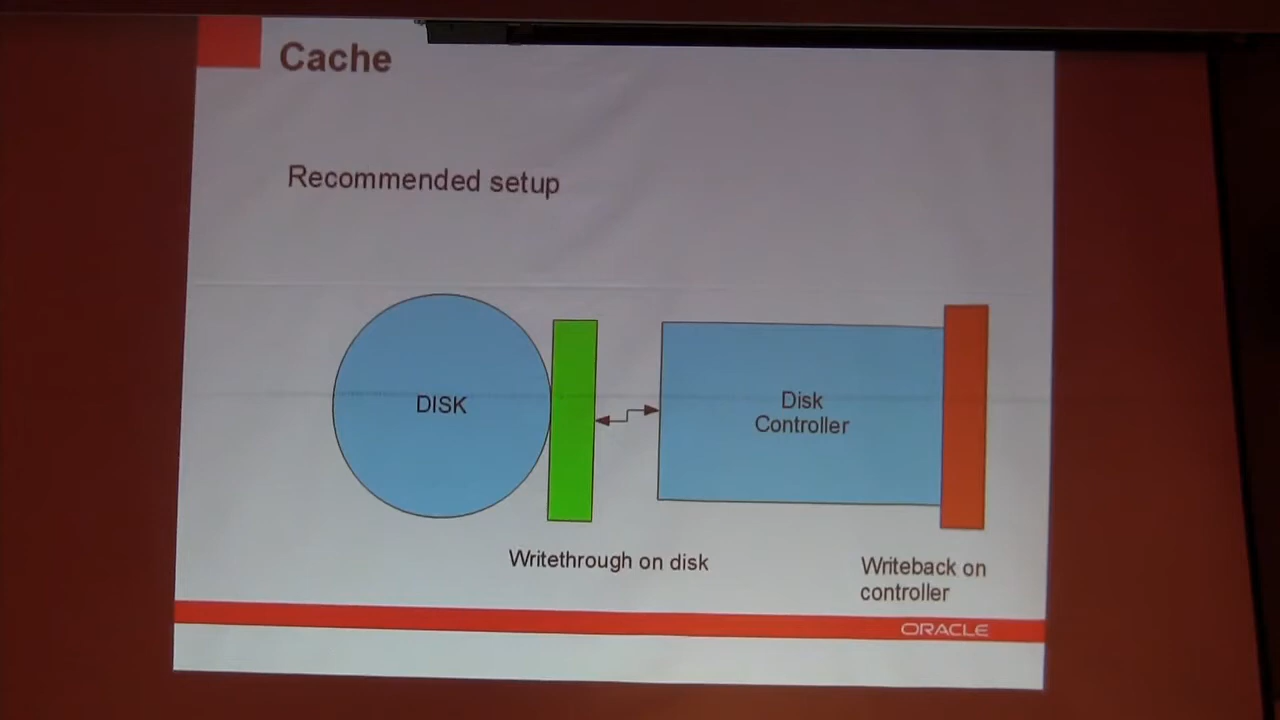 Cache
Recommended setup
DISK
Disk
Controller
Writethrough on disk
Writeback on
controller
ORACLE